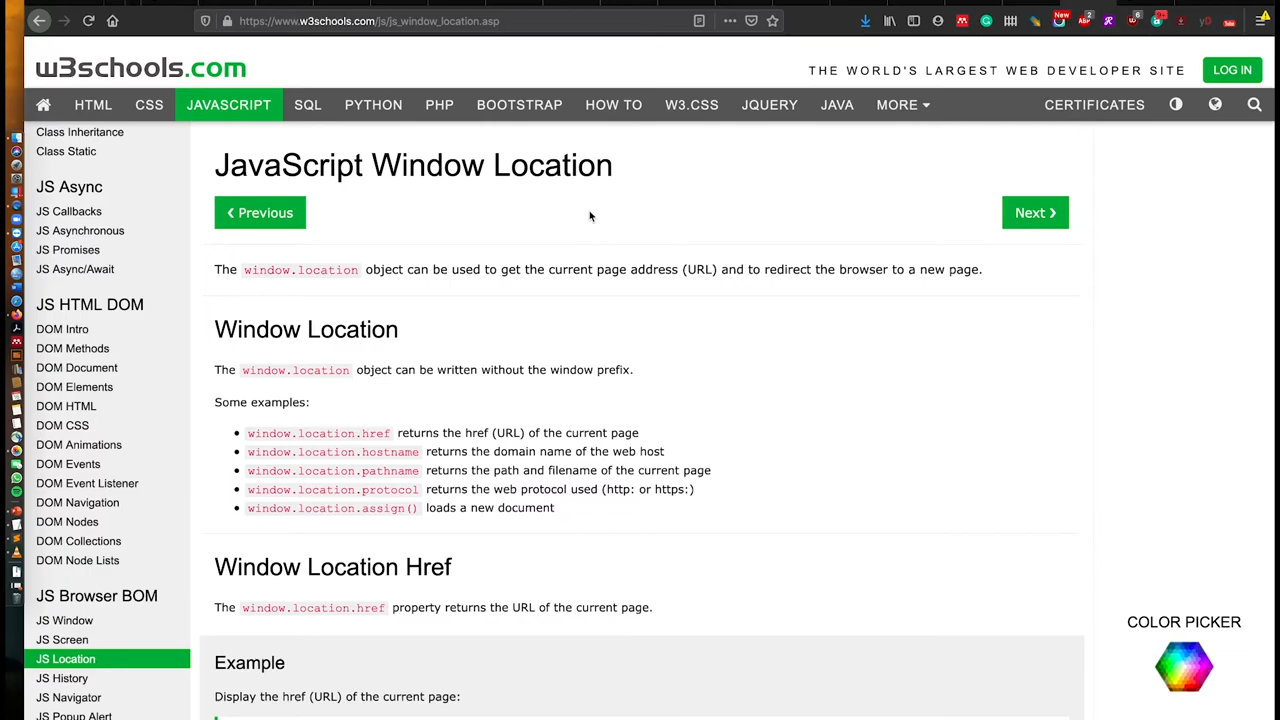 https://www.w3schools.com/js/js_window_location.asp
w3schools.com
THE WORLD'S LARGEST WEB DEVELOPER SITE
LOG IN
HTML CSS JAVASCRIPT SQL PYTHON PHP BOOTSTRAP HOW TO W3.CSS JQUERY JAVA MORE CERTIFICATES
Class Inheritance
Class Static
JS Async
JS Callbacks
JS Asynchronous
JS Promises
JS Async/Await
JS HTML DOM
DOM Intro
DOM Methods
DOM Document
DOM Elements
DOM HTML
DOM CSS
DOM Animations
DOM Events
DOM Event Listener
DOM Navigation
DOM Nodes
DOM Collections
DOM Node Lists
JS Browser BOM
JS Window
JS Screen
JS Location
JS History
JS Navigator
JS Popup Alert
JavaScript Window Location
❮ Previous
Next ❯
The window.location object can be used to get the current page address (URL) and to redirect the browser to a new page.
Window Location
The window.location object can be written without the window prefix.
Some examples:
• window.location.href returns the href (URL) of the current page
• window.location.hostname returns the domain name of the web host
• window.location.pathname returns the path and filename of the current page
• window.location.protocol returns the web protocol used (http: or https:)
• window.location.assign() loads a new document
Window Location Href
The window.location.href property returns the URL of the current page.
Example
Display the href (URL) of the current page:
COLOR PICKER